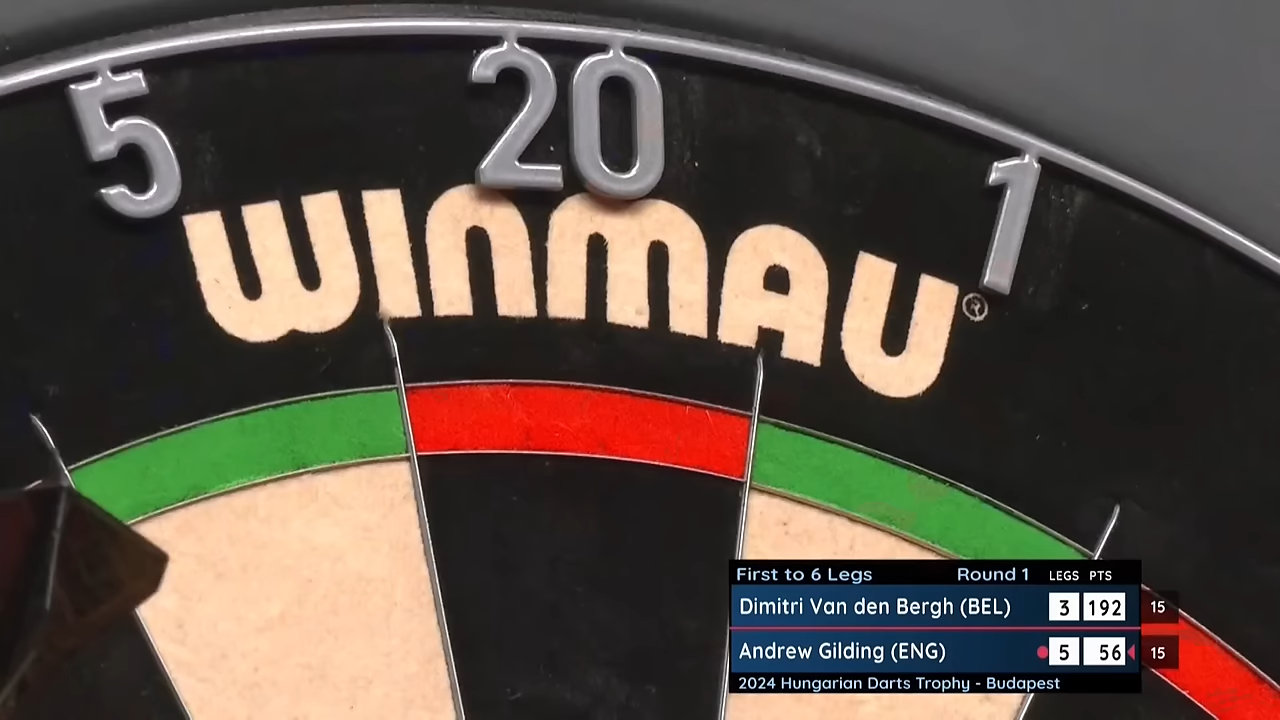 5
20
1
WINMAU®
First to 6 Legs Round 1 LEGS PTS
Dimitri Van den Bergh (BEL) 3 192 15
Andrew Gilding (ENG) 5 56 15
2024 Hungarian Darts Trophy - Budapest